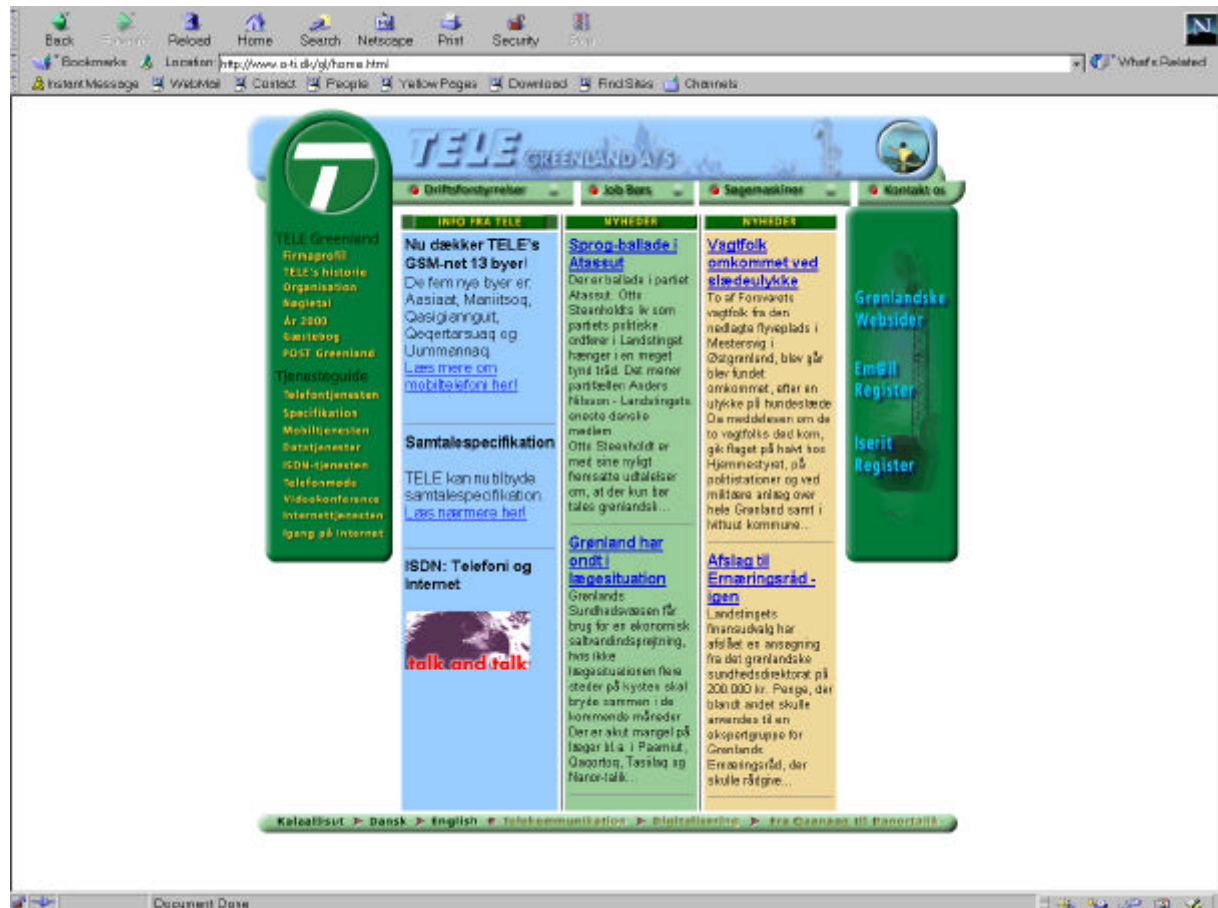 Back Reload Home Search Netscape Print Security Stop
Bookmarks Location: http://www.o-ti.dk/gl/home.html What's Related
Instant Message WebMail Contact People Yellow Pages Download Find Sites Channels
TELE GREENLAND A/S
Driftsforstyrrelser Job Børs Søgemaskiner Kontakt os
TELE Greenland
Firmaprofil
TELE's historie
Organisation
Nøgletal
År 2000
Gæstebog
POST Greenland
Tjenesteguide
Telefontjenesten
Specifikation
Mobiltjenesten
Datatjenester
ISDN-tjenesten
Telefonmøde
Videokonference
Internettjenesten
Igang på Internet
INFO FRA TELE
Nu dækker TELE's
GSM-net 13 byer!
De fem nye byer er:
Aasiaat, Maniitsoq,
Qasigiannguit,
Qeqertarsuaq og
Uummannaq
Læs mere om
mobiltelefoni her!
Samtalespecifikation
TELE kan nu tilbyde
samtalespecifikation
Læs nærmere her!
ISDN: Telefoni og
Internet
talk and talk
NYHEDER
Sprog-ballade i
Atassut
Der er ballade i partiet
Atassut. Otto
Steenholdts liv som
partiets politiske
ordfører i Landstinget
hænger i en meget
tynd tråd. Det mener
partifællen Anders
Nilsson - Landstingets
eneste danske
medlem
Otto Steenholdt er
med sine nyligt
fremsatte udtalelser
om, at der kun bør
tales grønlandsk...
Grønland har
ondt i
lægesituation
Grønlands
Sundhedsvæsen får
brug for en økonomisk
saltvandindsprøjtning,
hvis ikke
lægesituationen flere
steder på kysten skal
bryde sammen i de
kommende måneder
Der er akut mangel på
læger bl.a. i Paamiut,
Qaqortoq, Tasiilaq og
Nanor-talik...
NYHEDER
Vagtfolk
omkommet ved
slædeulykke
To af Forsvarets
vagtfolk fra den
nedlagte flyveplads i
Mestersvig i
Østgrønland, blev går
blev fundet
omkommet, efter en
ulykke på hundeslæde
Da meddelelsen om de
to vagtfolks død kom,
gik flaget på halvt hos
Hjemmestyret, på
politistationer og ved
militære anlæg over
hele Grønland samt i
Ivittuut kommune...
Afslag til
Ernæringsråd -
igen
Landstingets
finansudvalg har
afslået en ansøgning
fra det grønlandske
sundhedsdirektorat på
200.000 kr. Penge, der
blandt andet skulle
anvendes til en
ekspertgruppe for
Grønlands
Ernæringsråd, der
skulle rådgive...
Grønlandske
Websider
Em@il
Register
Iserit
Register
Kalaallisut Dansk English Telekommunikation Digitalisering fra Qaanaaq til Nanortalik
Document Done